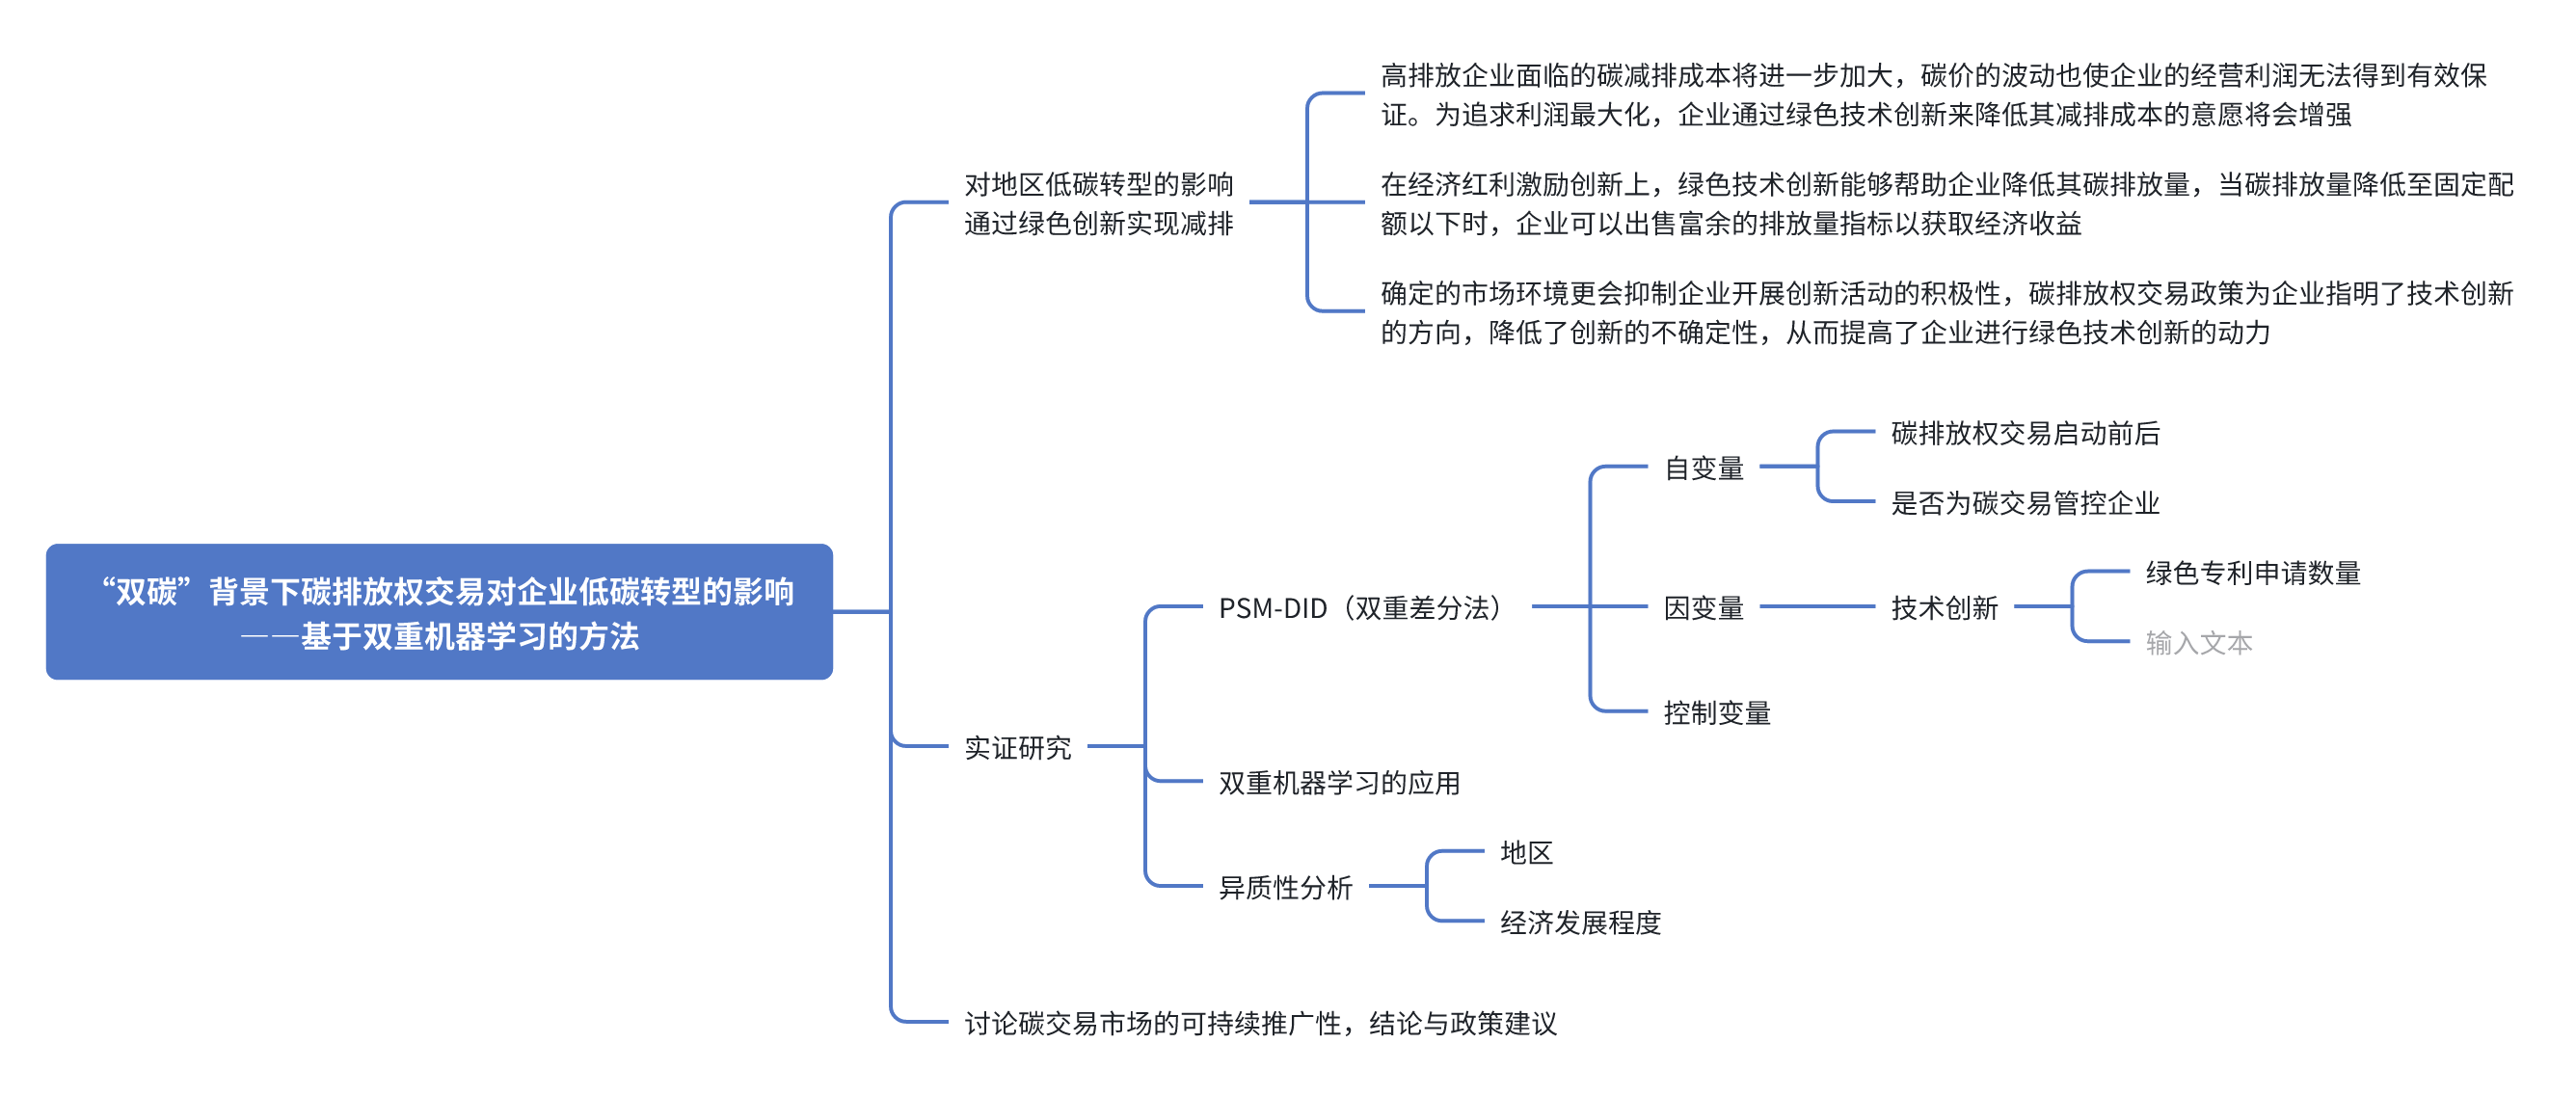 “双碳”背景下碳排放权交易对企业低碳转型的影响
——基于双重机器学习的方法
对地区低碳转型的影响
通过绿色创新实现减排
高排放企业面临的碳减排成本将进一步加大，碳价的波动也使企业的经营利润无法得到有效保
证。为追求利润最大化，企业通过绿色技术创新来降低其减排成本的意愿将会增强
在经济红利激励创新上，绿色技术创新能够帮助企业降低其碳排放量，当碳排放量降低至固定配
额以下时，企业可以出售富余的排放量指标以获取经济收益
确定的市场环境更会抑制企业开展创新活动的积极性，碳排放权交易政策为企业指明了技术创新
的方向，降低了创新的不确定性，从而提高了企业进行绿色技术创新的动力
实证研究
PSM-DID（双重差分法）
自变量
碳排放权交易启动前后
是否为碳交易管控企业
因变量
技术创新
绿色专利申请数量
输入文本
控制变量
双重机器学习的应用
异质性分析
地区
经济发展程度
讨论碳交易市场的可持续推广性，结论与政策建议